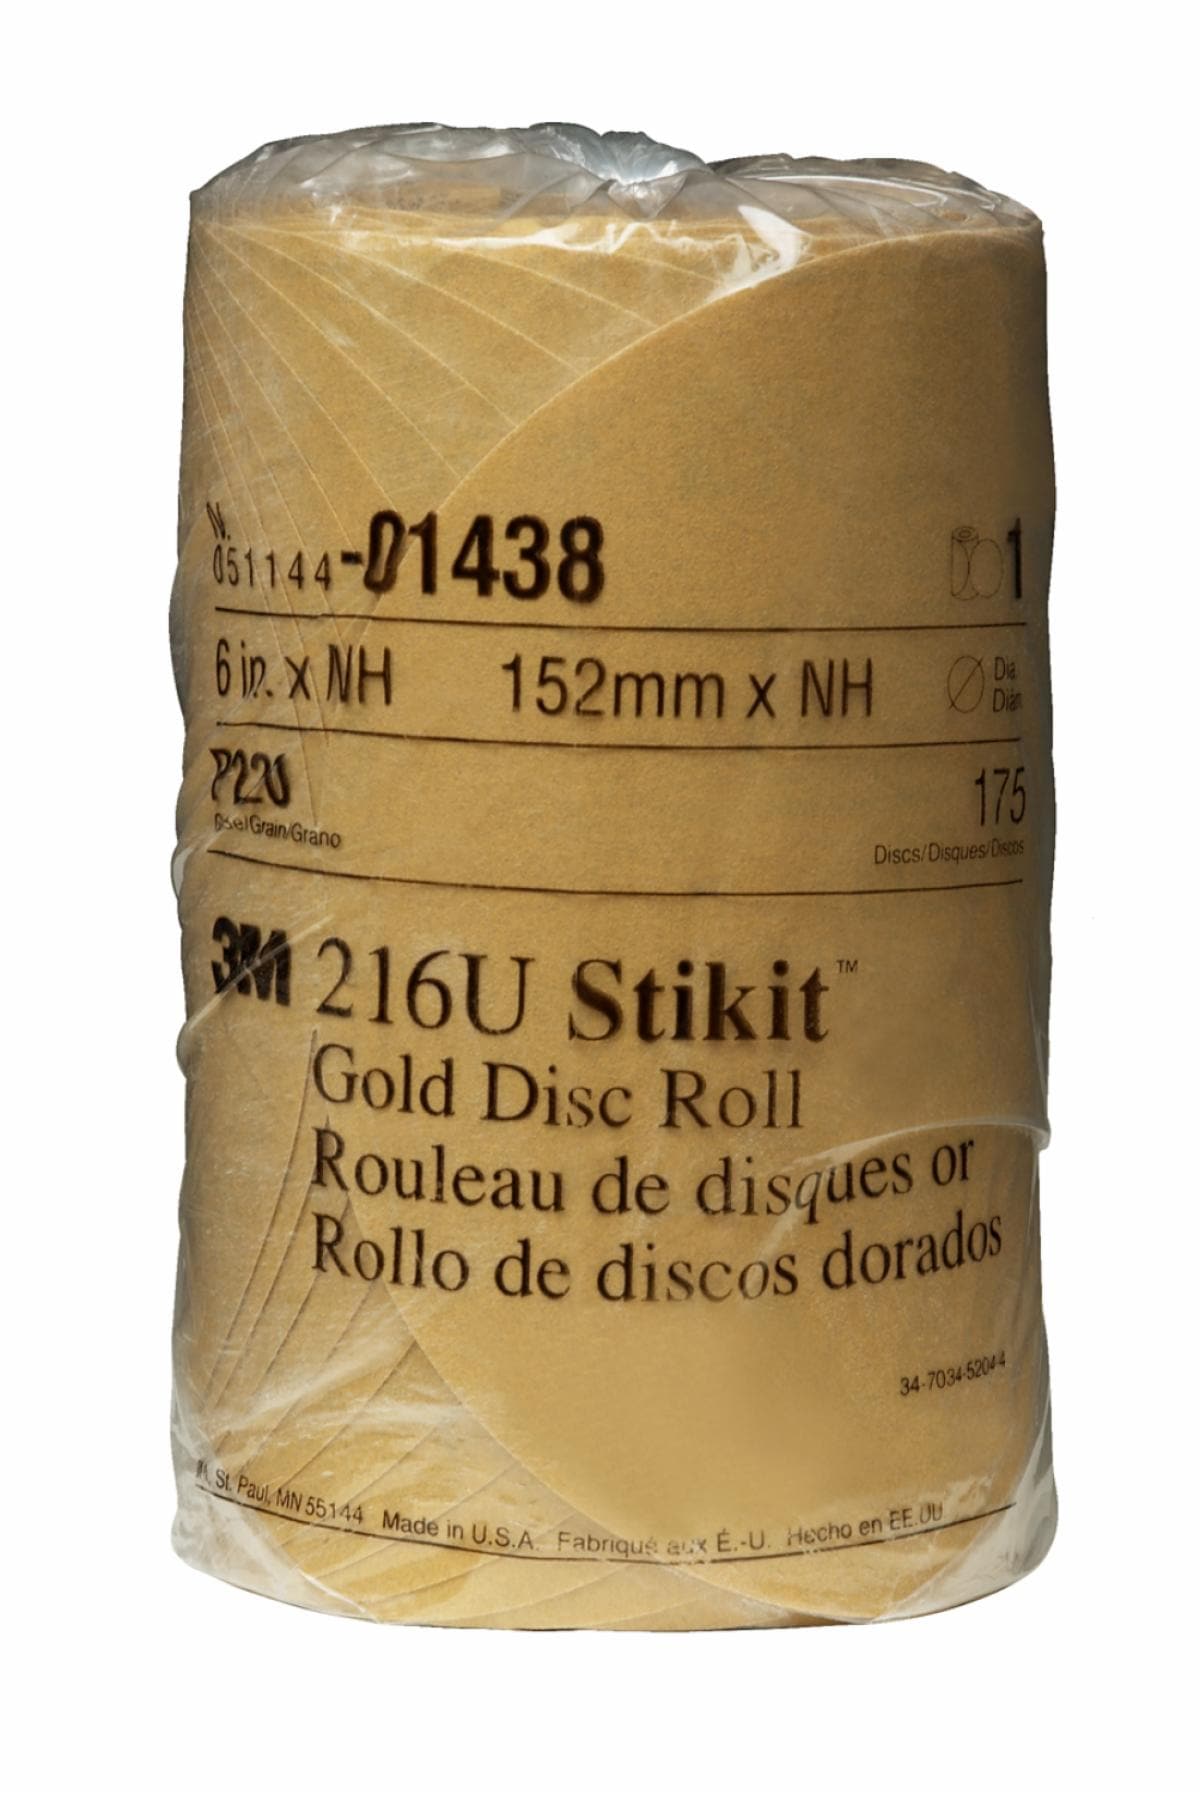 N.
051144-01438 1
6 in. x NH 152mm x NH Dia. Diám
P220 175
Grade/Grain/Grano Discs/Disques/Discos
3M 216U Stikit™
Gold Disc Roll
Rouleau de disques or
Rollo de discos dorados
34-7034-5204-4
St. Paul, MN 55144 Made in U.S.A. Fabriqué aux É.-U. Hecho en EE.UU